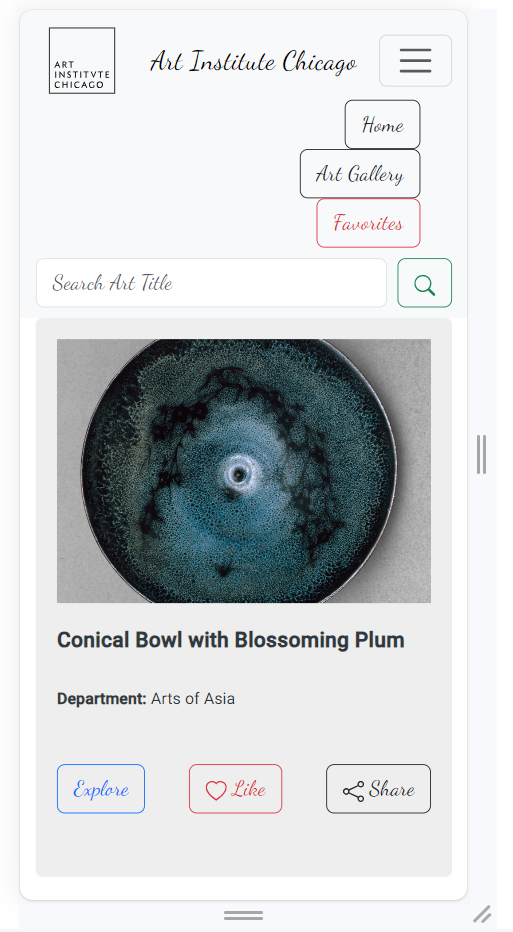 ART
INSTITVTE
CHICAGO
Art Institute Chicago
Home
Art Gallery
Favorites
Search Art Title
Conical Bowl with Blossoming Plum
Department: Arts of Asia
Explore
Like
Share